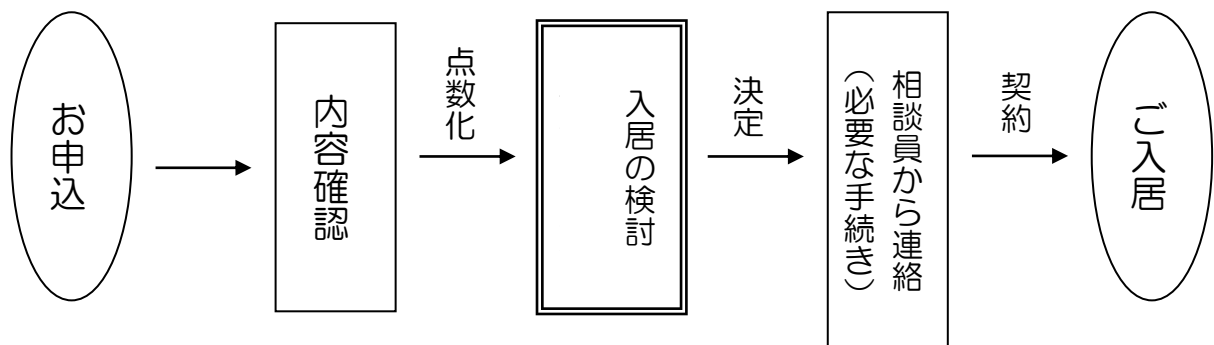 お申込
内容確認
点数化
入居の検討
決定
相談員から連絡
（必要な手続き）
契約
ご入居